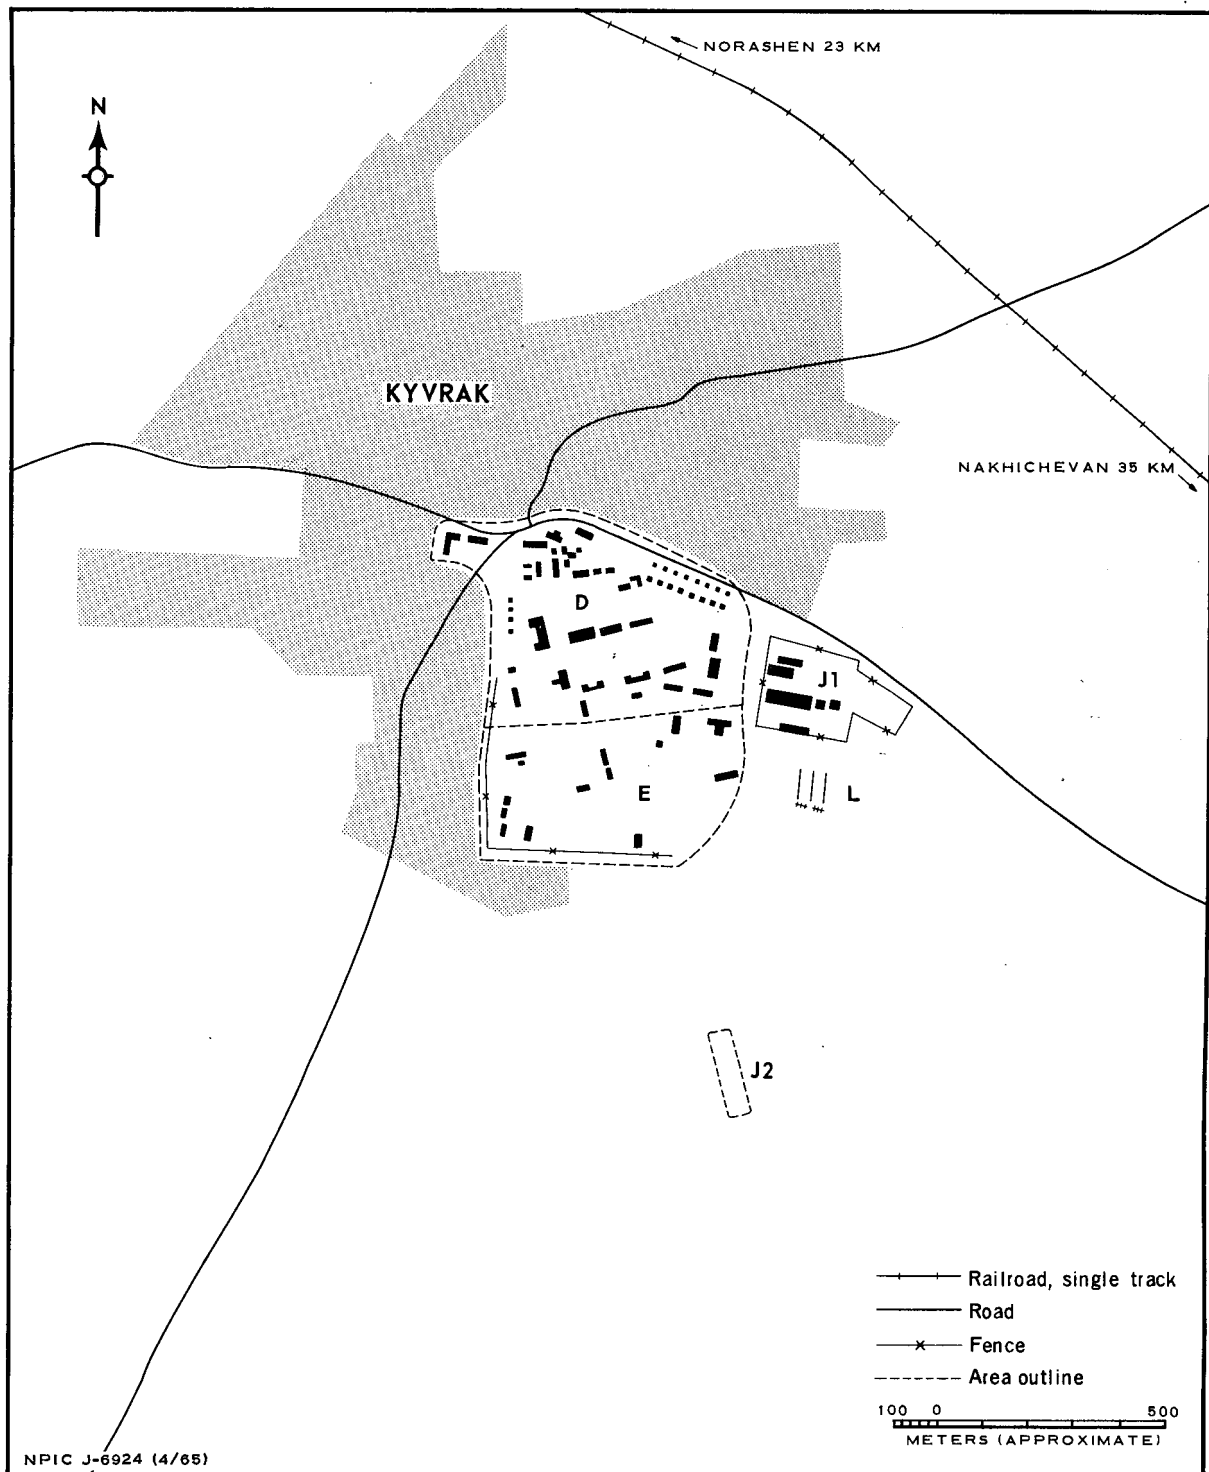 NORASHEN 23 KM
N
KYVRAK
NAKHICHEVAN 35 KM
D
J1
E
L
J2
Railroad, single track
Road
Fence
Area outline
100 0 500
METERS (APPROXIMATE)
NPIC J-6924 (4/65)